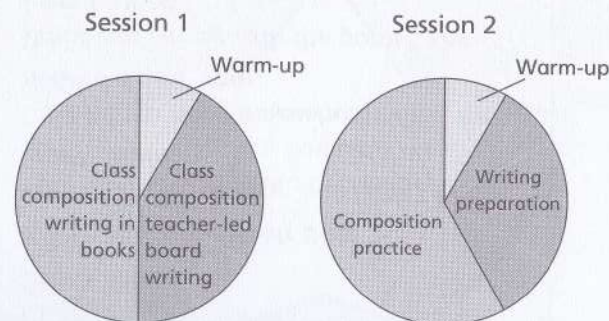 Session 1
Warm-up
Class
composition
writing in
books
Class
composition
teacher-led
board
writing
Session 2
Warm-up
Writing
preparation
Composition
practice